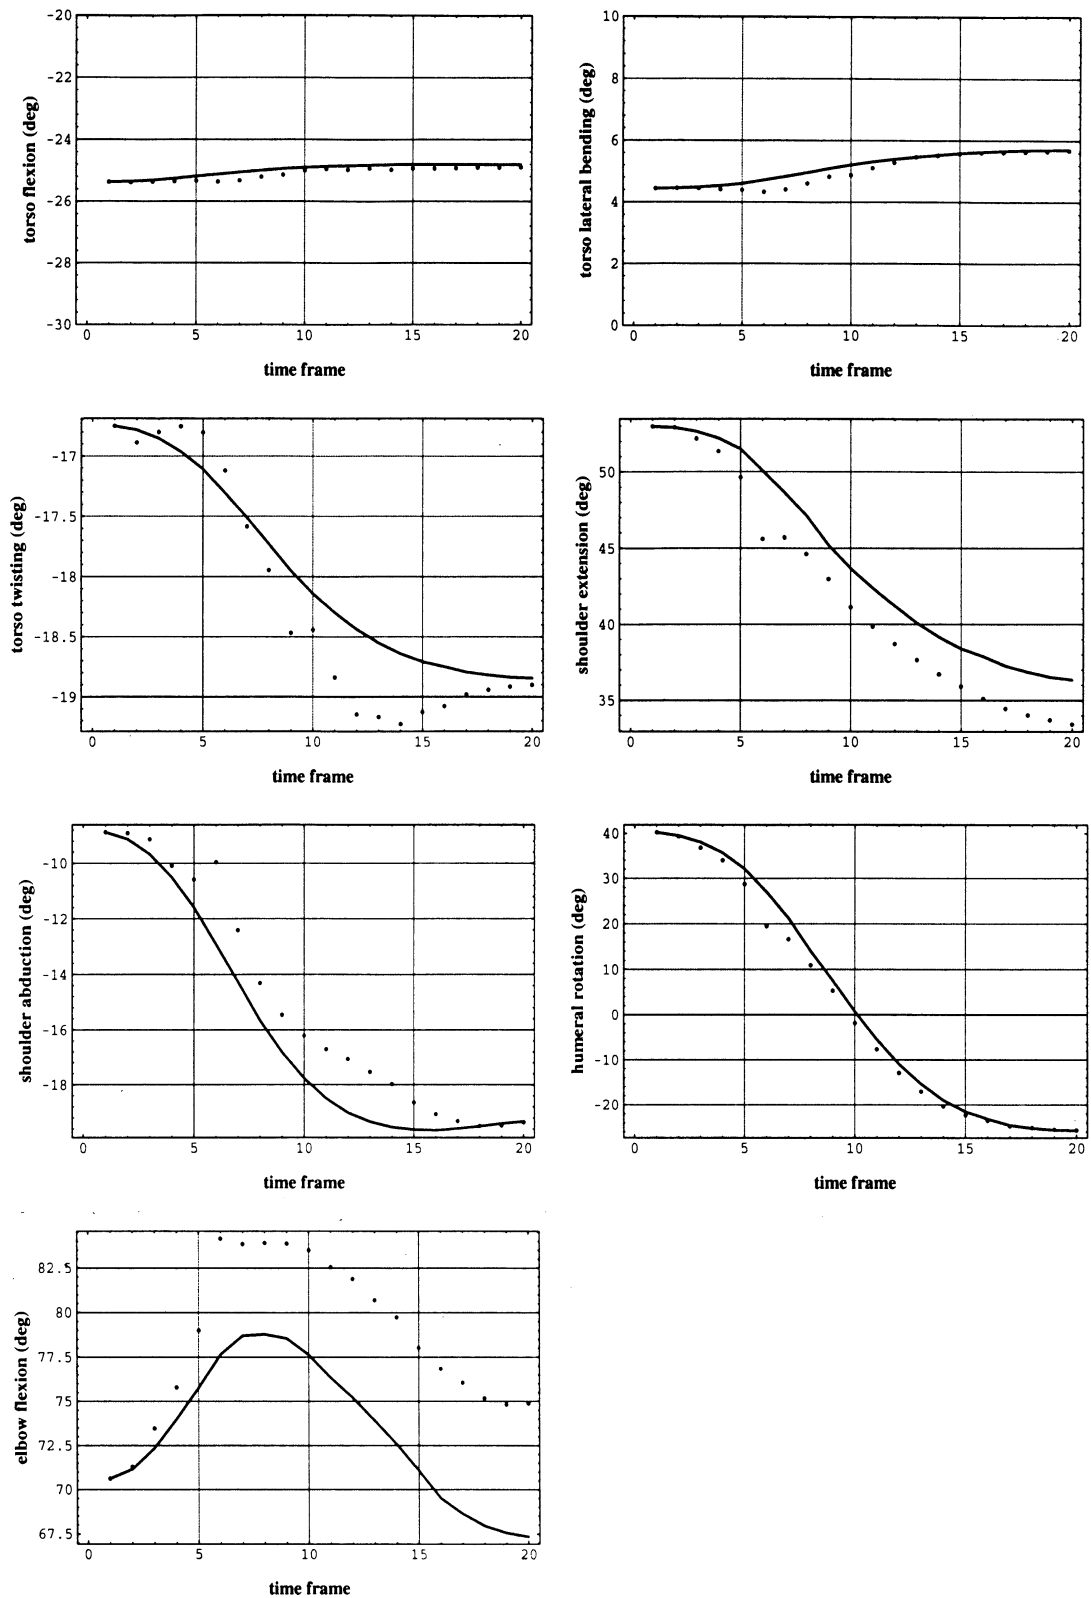 -20
-22
-24
-26
-28
-30
torso flexion (deg)
0 5 10 15 20
time frame
10
8
6
4
2
0
torso lateral bending (deg)
0 5 10 15 20
time frame
-17
-17.5
-18
-18.5
-19
torso twisting (deg)
0 5 10 15 20
time frame
50
45
40
35
shoulder extension (deg)
0 5 10 15 20
time frame
-10
-12
-14
-16
-18
shoulder abduction (deg)
0 5 10 15 20
time frame
40
30
20
10
0
-10
-20
humeral rotation (deg)
0 5 10 15 20
time frame
82.5
80
77.5
75
72.5
70
67.5
elbow flexion (deg)
0 5 10 15 20
time frame